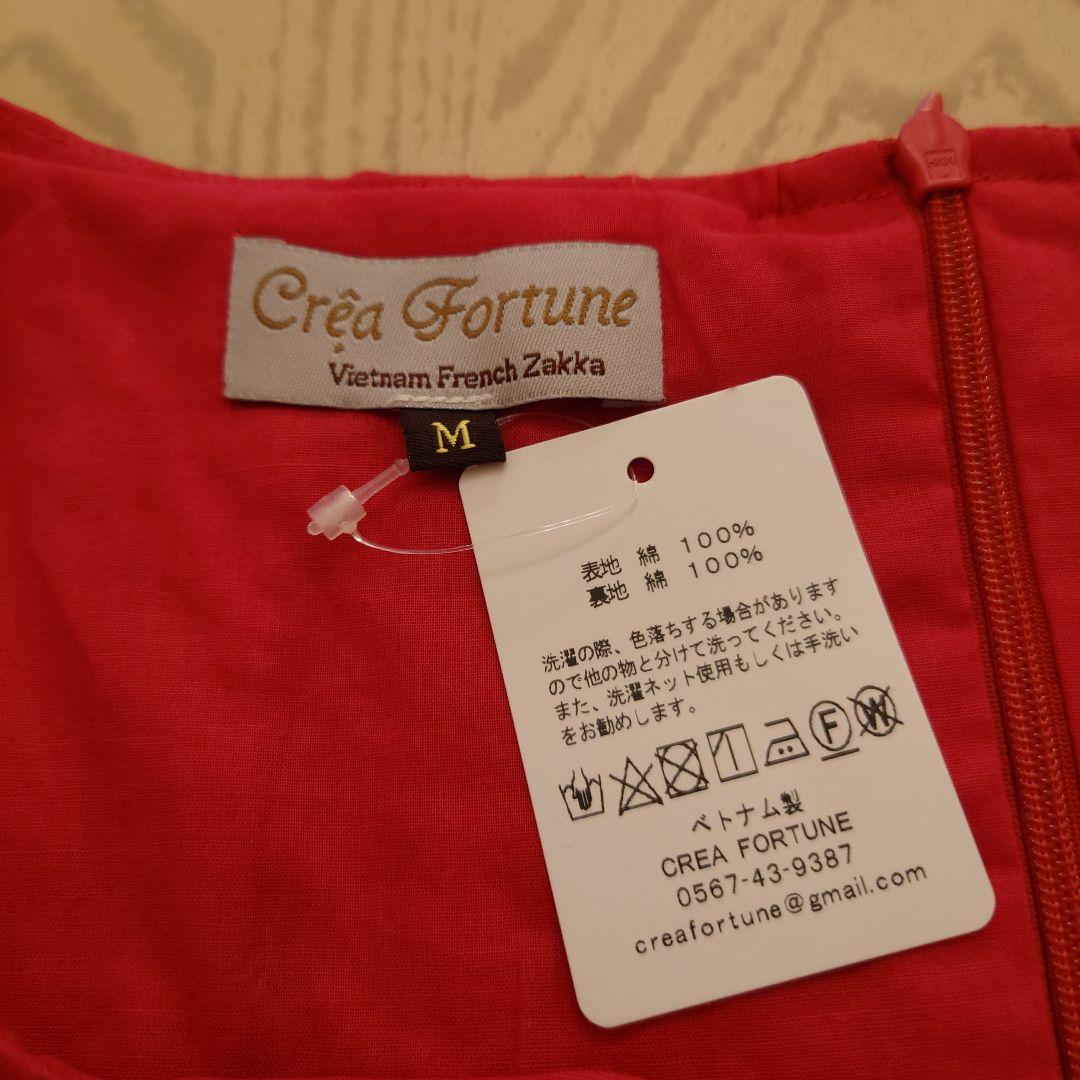 Crệa Fortune
Vietnam French Zakka
M
表地 綿 100%
裏地 綿 100%
洗濯の際、色落ちする場合があります
ので他の物と分けて洗ってください。
また、洗濯ネット使用もしくは手洗い
をお勧めします。
F W
ベトナム製
CREA FORTUNE
0567-43-9387
creafortune@gmail.com